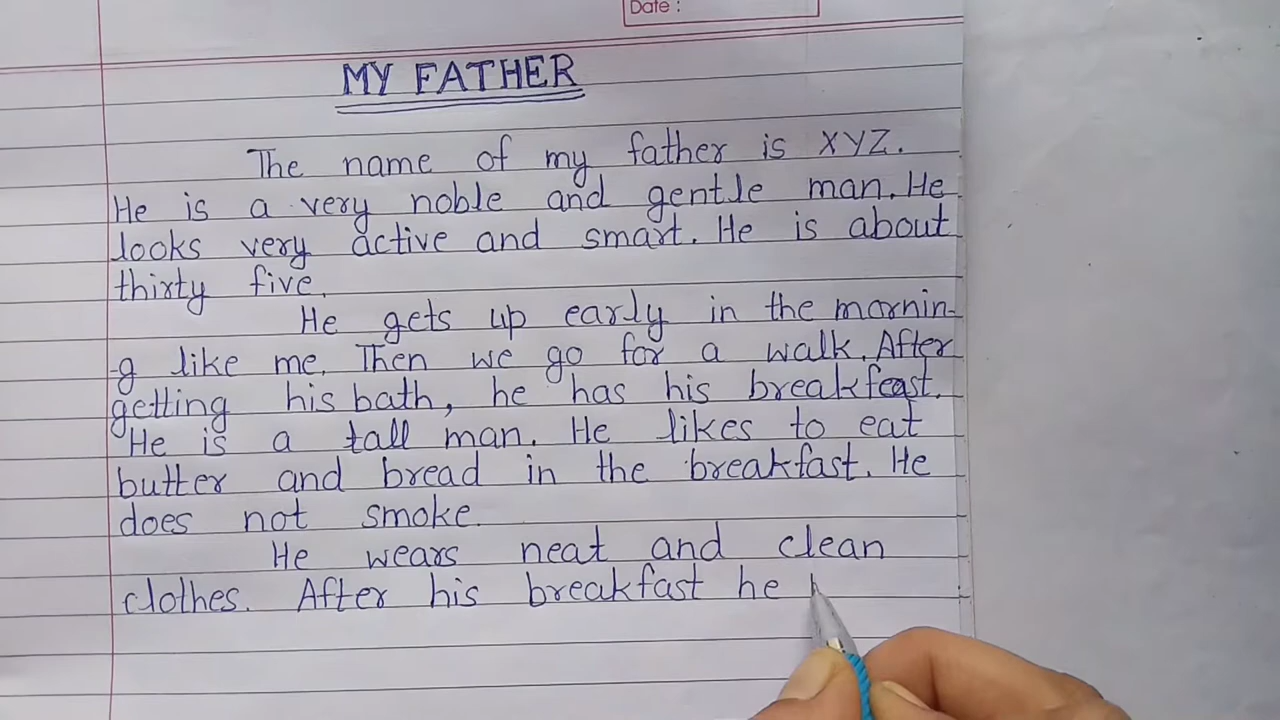 Date :
MY FATHER
The name of my father is XYZ.
He is a very noble and gentle man. He
looks very active and smart. He is about
thirty five.
He gets up early in the mornin-
-g like me. Then we go for a walk. After
getting his bath, he has his breakfeast.
He is a tall man. He likes to eat
butter and bread in the breakfast. He
does not smoke.
He wears neat and clean
clothes. After his breakfast he